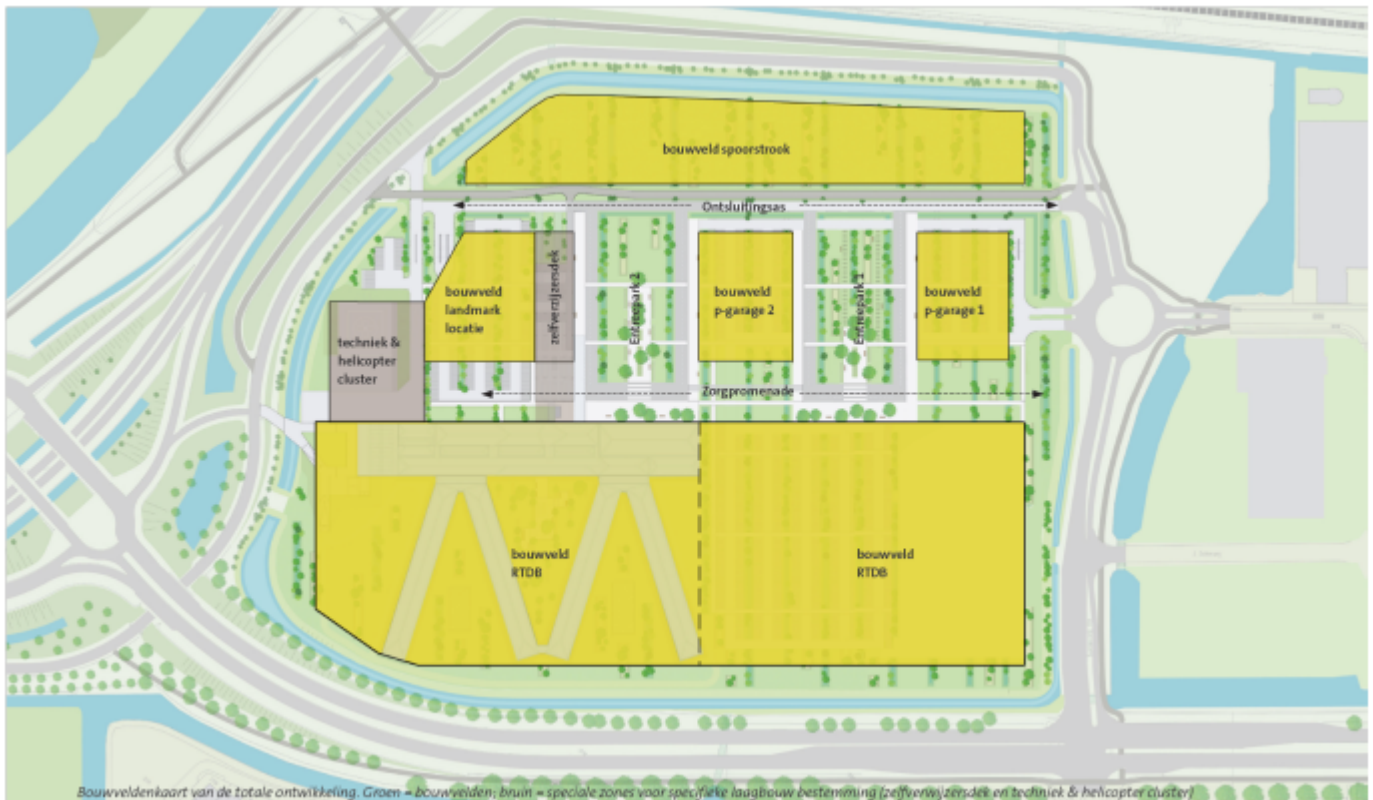 bouwveld spoorstrook
Ontsluitingsas
bouwveld
landmark
locatie
zelfverzijzersdek
Entreepark 2
bouwveld
p-garage 2
Entreepark 1
bouwveld
p-garage 1
techniek &
helicopter
cluster
Zorgpromenade
bouwveld
RTDB
bouwveld
RTDB
Bouwveldenkaart van de totale ontwikkeling. Groen = bouwvelden; bruin = speciale zones voor specifieke laagbouw bestemming (zelfverwijzersdek en techniek & helicopter cluster)